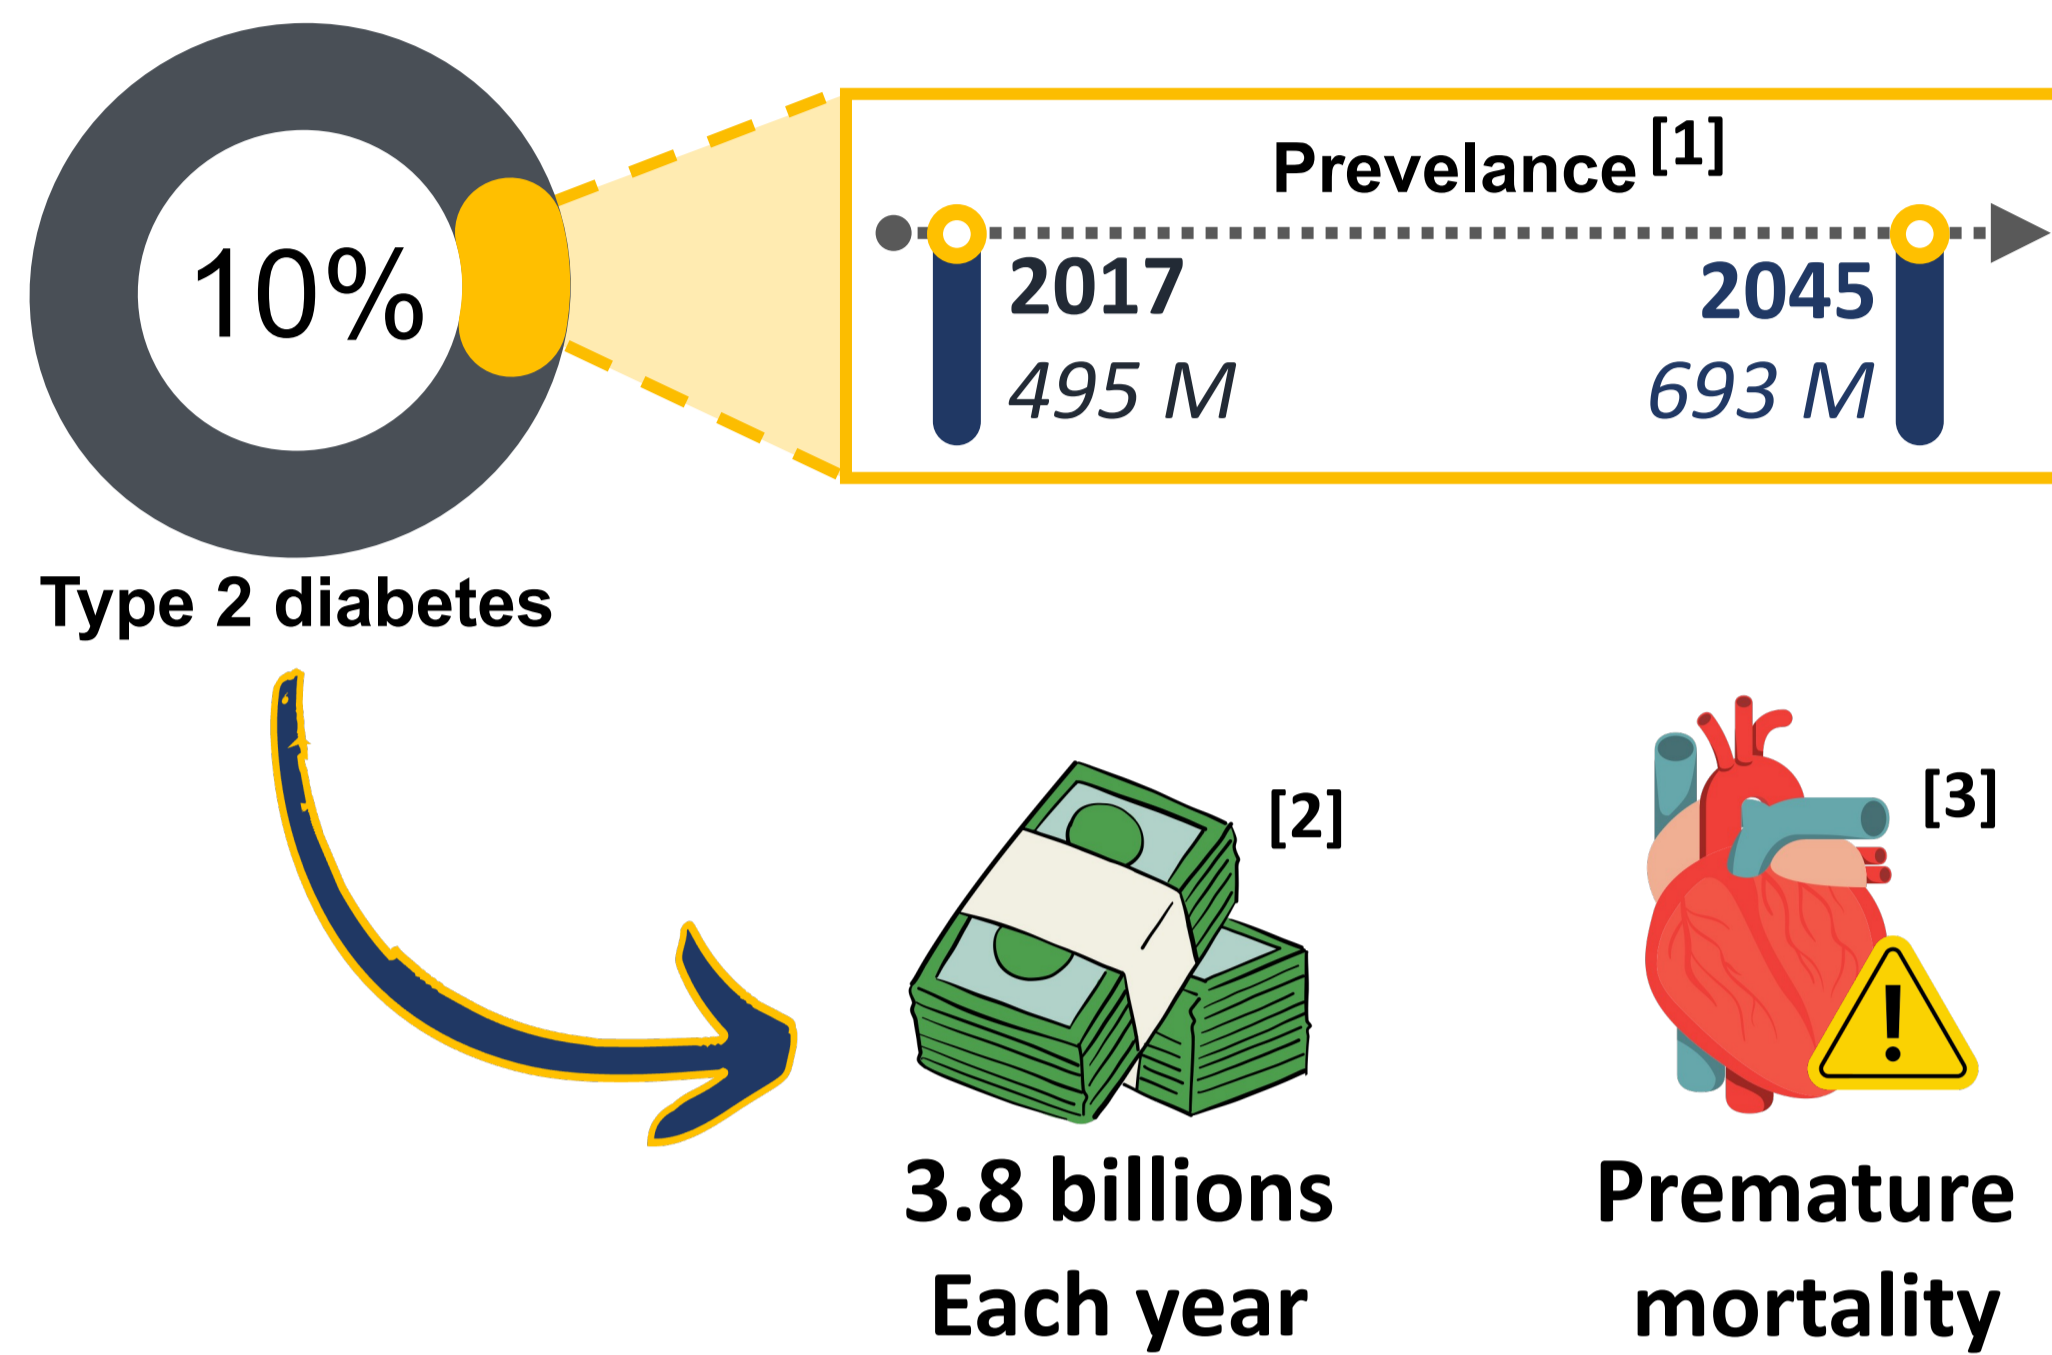 10%
Type 2 diabetes
Prevelance [1]
2017
495 M
2045
693 M
[2]
3.8 billions
Each year
[3]
!
Premature
mortality